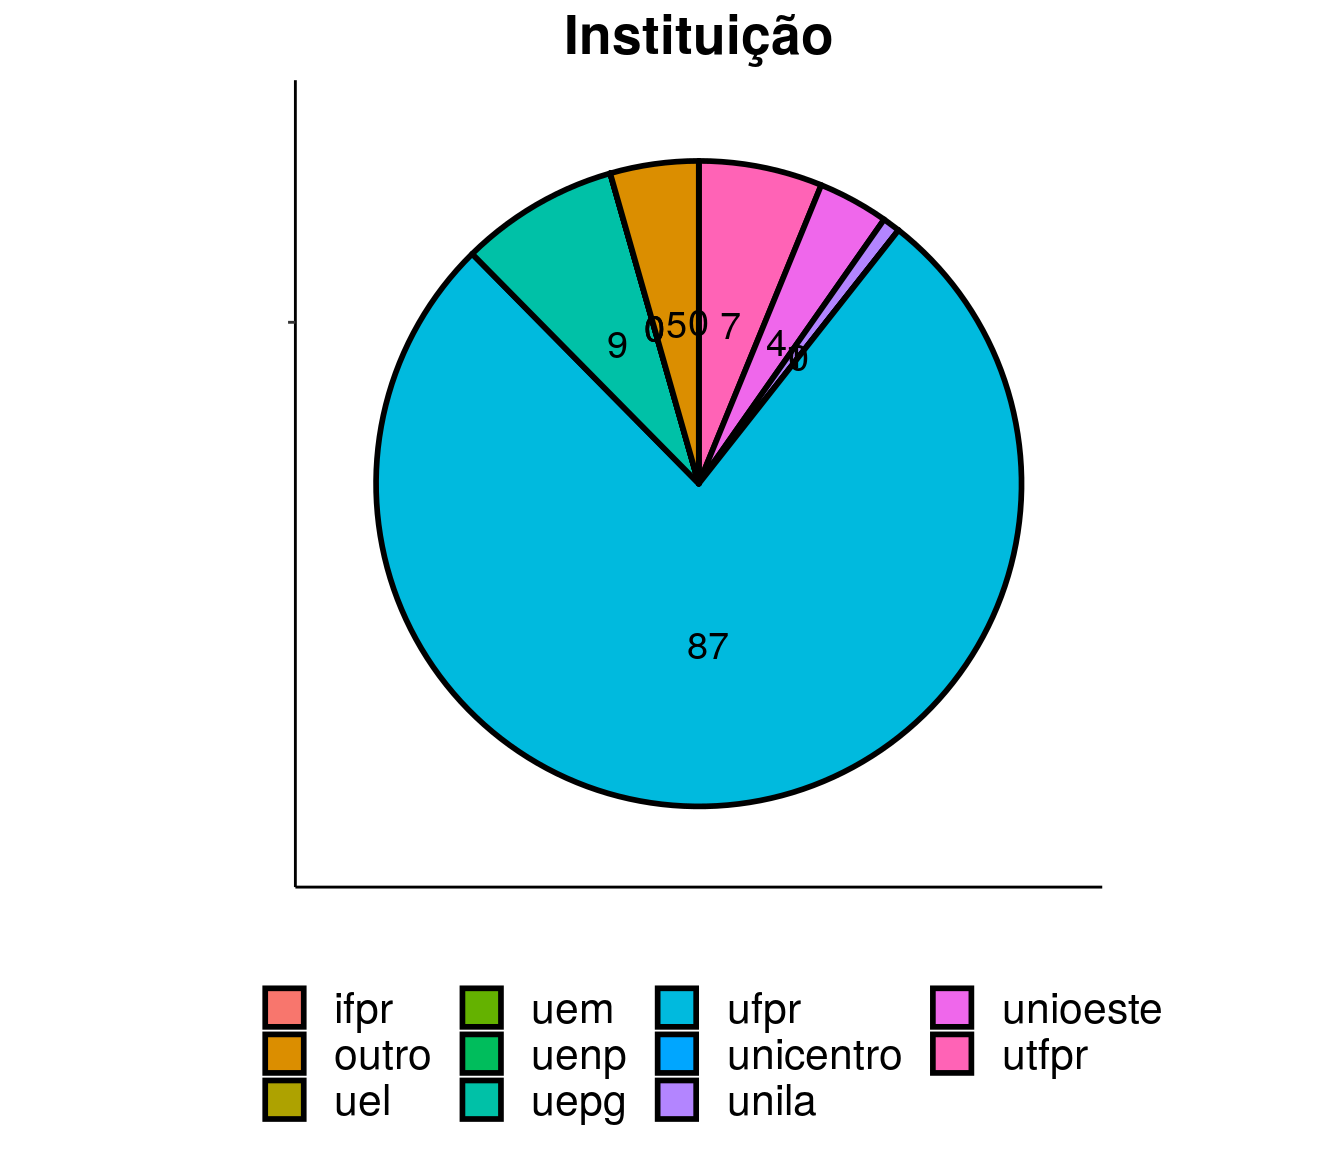 Instituição
9 0 5 0 7 4 0
87
ifpr uem ufpr unioeste
outro uenp unicentro utfpr
uel uepg unila